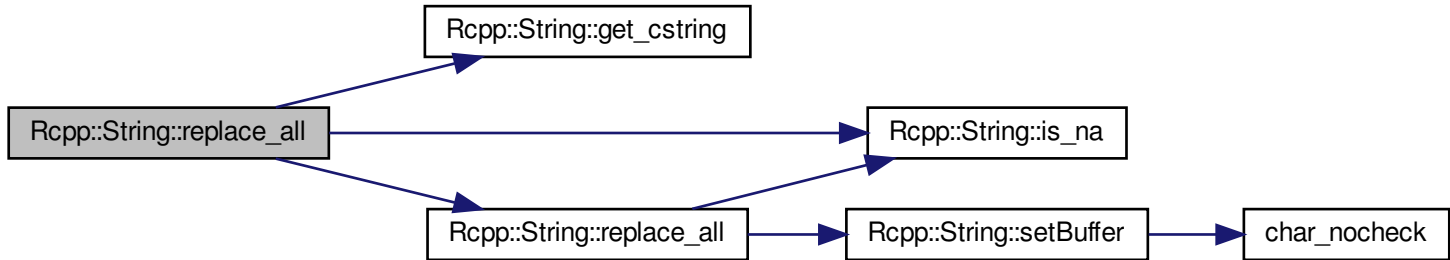 Rcpp::String::get_cstring
Rcpp::String::replace_all
Rcpp::String::is_na
Rcpp::String::replace_all
Rcpp::String::setBuffer
char_nocheck